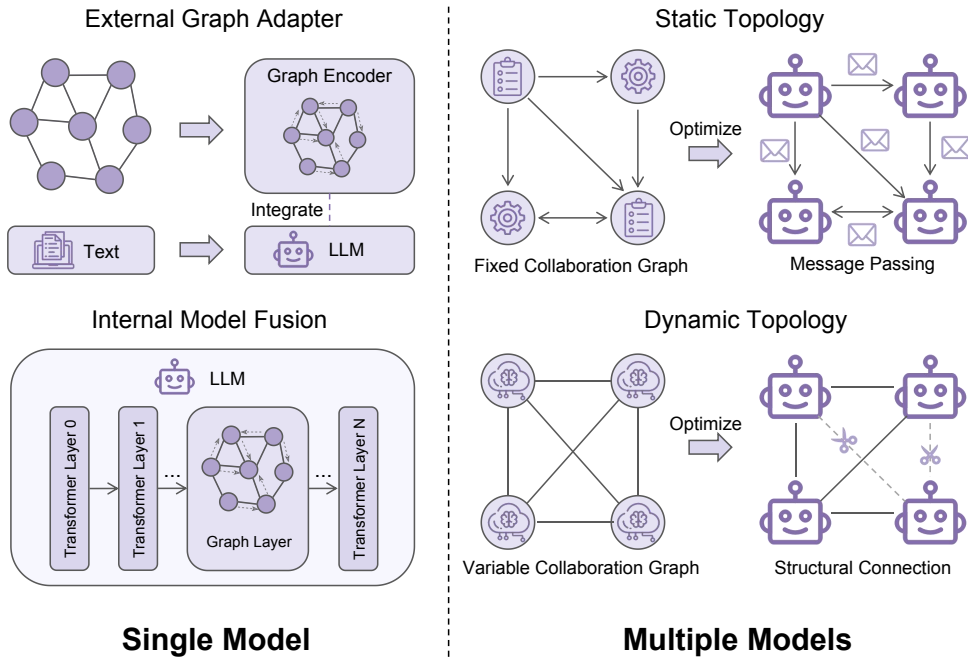 External Graph Adapter
Graph Encoder
Integrate
Text
LLM
Internal Model Fusion
LLM
Transformer Layer 0
Transformer Layer 1
...
Graph Layer
...
Transformer Layer N
Single Model
Static Topology
Optimize
Fixed Collaboration Graph
Message Passing
Dynamic Topology
Optimize
Variable Collaboration Graph
Structural Connection
Multiple Models